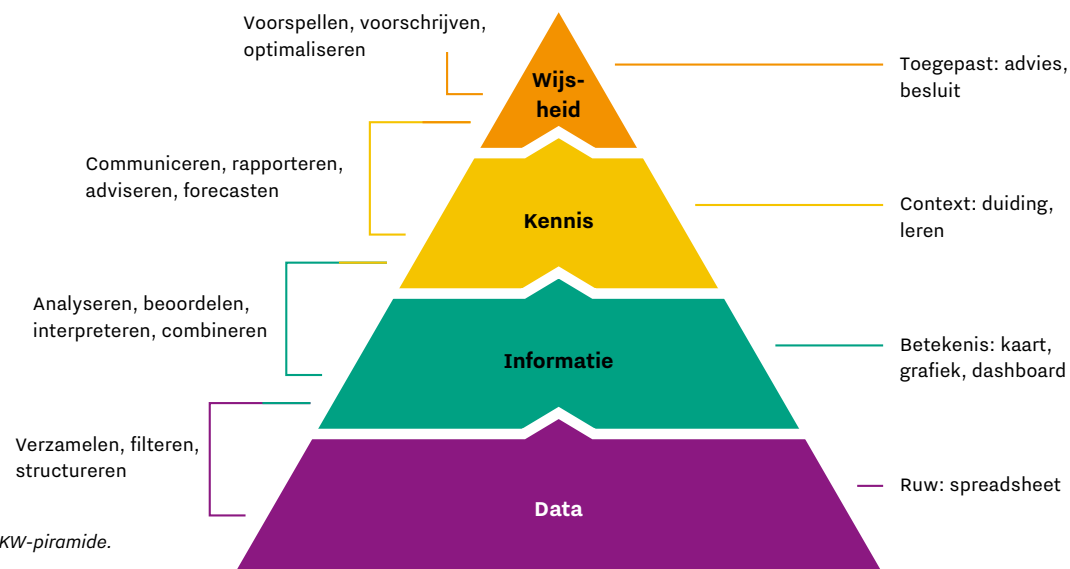 Voorspellen, voorschrijven,
optimaliseren
Wijs-
heid
Toegepast: advies,
besluit
Communiceren, rapporteren,
adviseren, forecasten
Kennis
Context: duiding,
leren
Analyseren, beoordelen,
interpreteren, combineren
Informatie
Betekenis: kaart,
grafiek, dashboard
Verzamelen, filteren,
structureren
Data
Ruw: spreadsheet
KW-piramide.